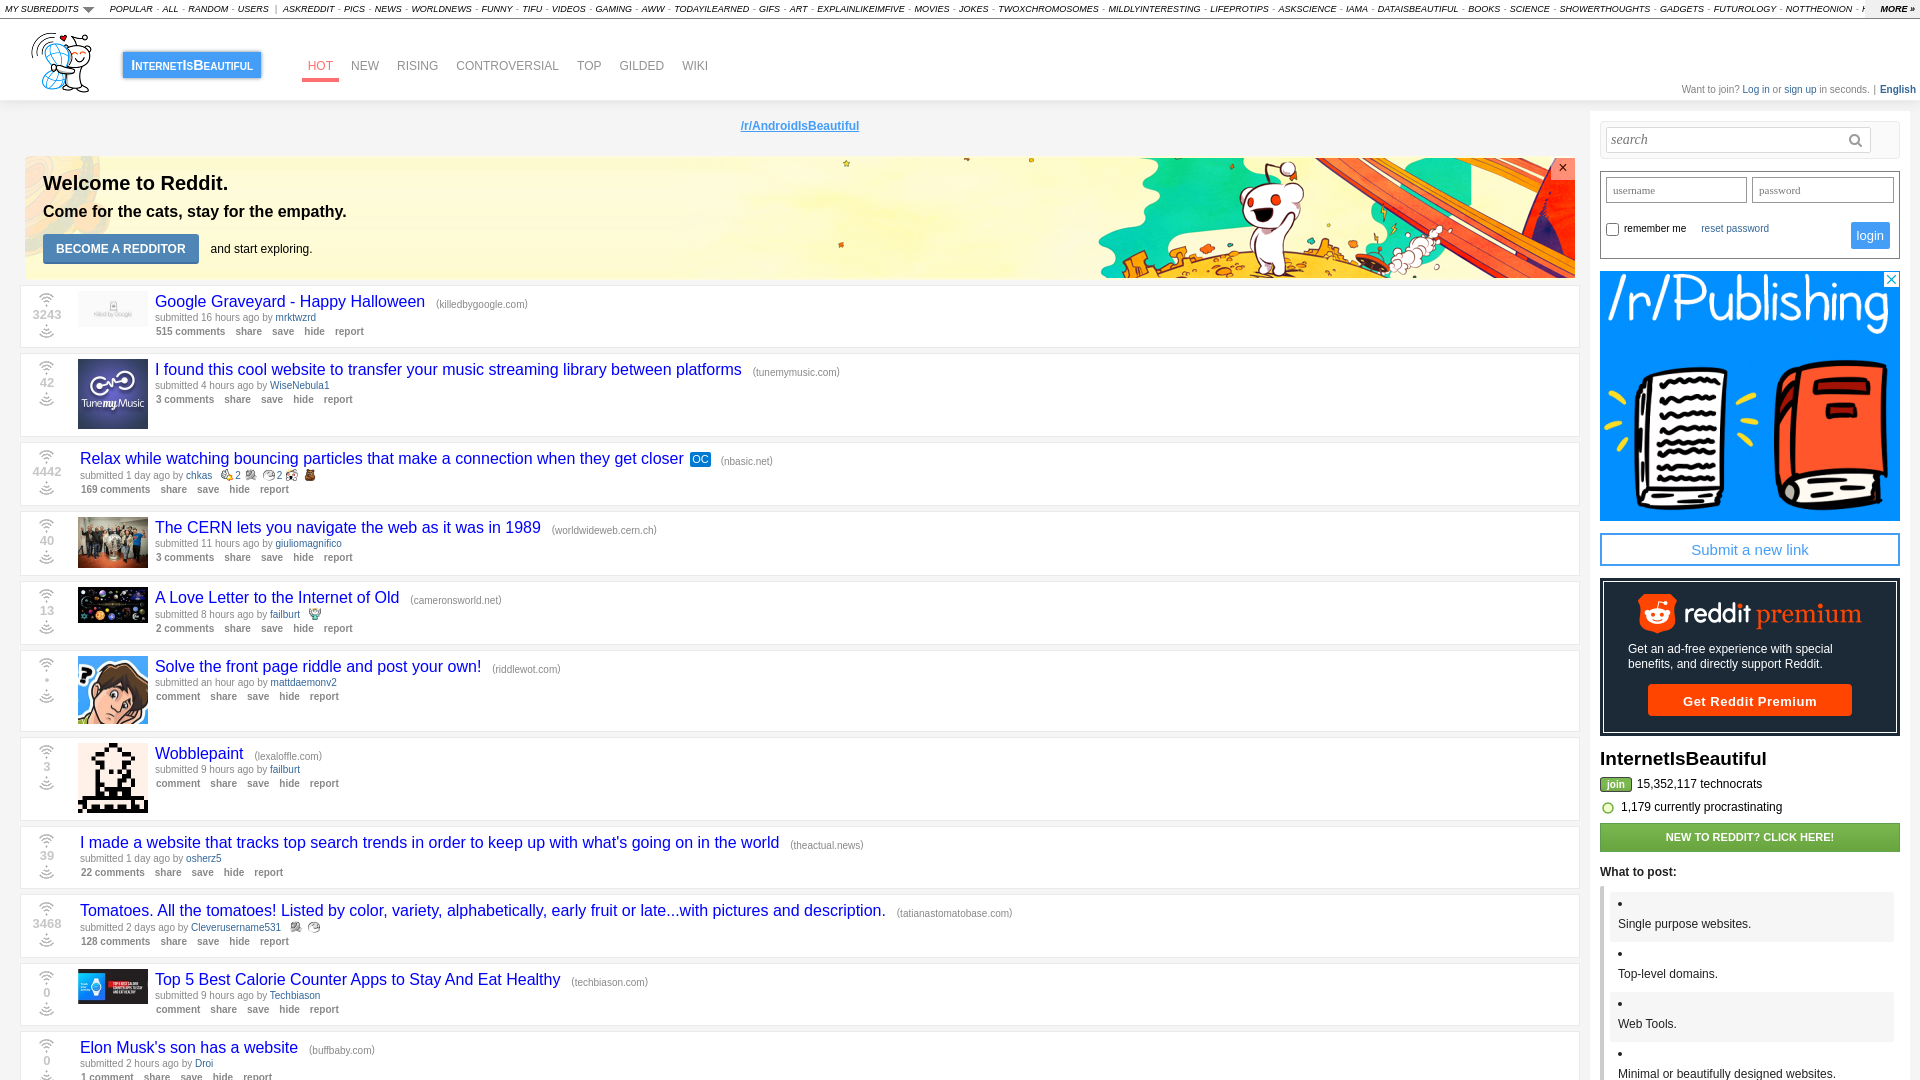 MY SUBREDDITS POPULAR - ALL - RANDOM - USERS | ASKREDDIT - PICS - NEWS - WORLDNEWS - FUNNY - TIFU - VIDEOS - GAMING - AWW - TODAYILEARNED - GIFS - ART - EXPLAINLIKEIMFIVE - MOVIES - JOKES - TWOXCHROMOSOMES - MILDLYINTERESTING - LIFEPROTIPS - ASKSCIENCE - IAMA - DATAISBEAUTIFUL - BOOKS - SCIENCE - SHOWERTHOUGHTS - GADGETS - FUTUROLOGY - NOTTHEONION - MORE »
InternetIsBeautiful HOT NEW RISING CONTROVERSIAL TOP GILDED WIKI
Want to join? Log in or sign up in seconds. | English
/r/AndroidIsBeautiful
Welcome to Reddit.
Come for the cats, stay for the empathy.
BECOME A REDDITOR and start exploring.
×
3243
Killed by Google
Google Graveyard - Happy Halloween (killedbygoogle.com)
submitted 16 hours ago by mrktwzrd
515 comments share save hide report
42
TuneMyMusic
I found this cool website to transfer your music streaming library between platforms (tunemymusic.com)
submitted 4 hours ago by WiseNebula1
3 comments share save hide report
4442
Relax while watching bouncing particles that make a connection when they get closer OC (nbasic.net)
submitted 1 day ago by chkas 2 2
169 comments share save hide report
40
The CERN lets you navigate the web as it was in 1989 (worldwideweb.cern.ch)
submitted 11 hours ago by giuliomagnifico
3 comments share save hide report
13
A Love Letter to the Internet of Old (cameronsworld.net)
submitted 8 hours ago by failburt
2 comments share save hide report
•
Solve the front page riddle and post your own! (riddlewot.com)
submitted an hour ago by mattdaemonv2
comment share save hide report
3
Wobblepaint (lexaloffle.com)
submitted 9 hours ago by failburt
comment share save hide report
39
I made a website that tracks top search trends in order to keep up with what's going on in the world (theactual.news)
submitted 1 day ago by osherz5
22 comments share save hide report
3468
Tomatoes. All the tomatoes! Listed by color, variety, alphabetically, early fruit or late...with pictures and description. (tatianastomatobase.com)
submitted 2 days ago by Cleverusername531
128 comments share save hide report
0
Top 5 Best Calorie Counter Apps to Stay And Eat Healthy (techbiason.com)
submitted 9 hours ago by Techbiason
comment share save hide report
0
Elon Musk's son has a website (buffbaby.com)
submitted 2 hours ago by Droi
1 comment share save hide report
search
username password
remember me reset password login
/r/Publishing
Submit a new link
reddit premium
Get an ad-free experience with special
benefits, and directly support Reddit.
Get Reddit Premium
InternetIsBeautiful
join 15,352,117 technocrats
1,179 currently procrastinating
NEW TO REDDIT? CLICK HERE!
What to post:
•
Single purpose websites.
•
Top-level domains.
•
Web Tools.
•
Minimal or beautifully designed websites.